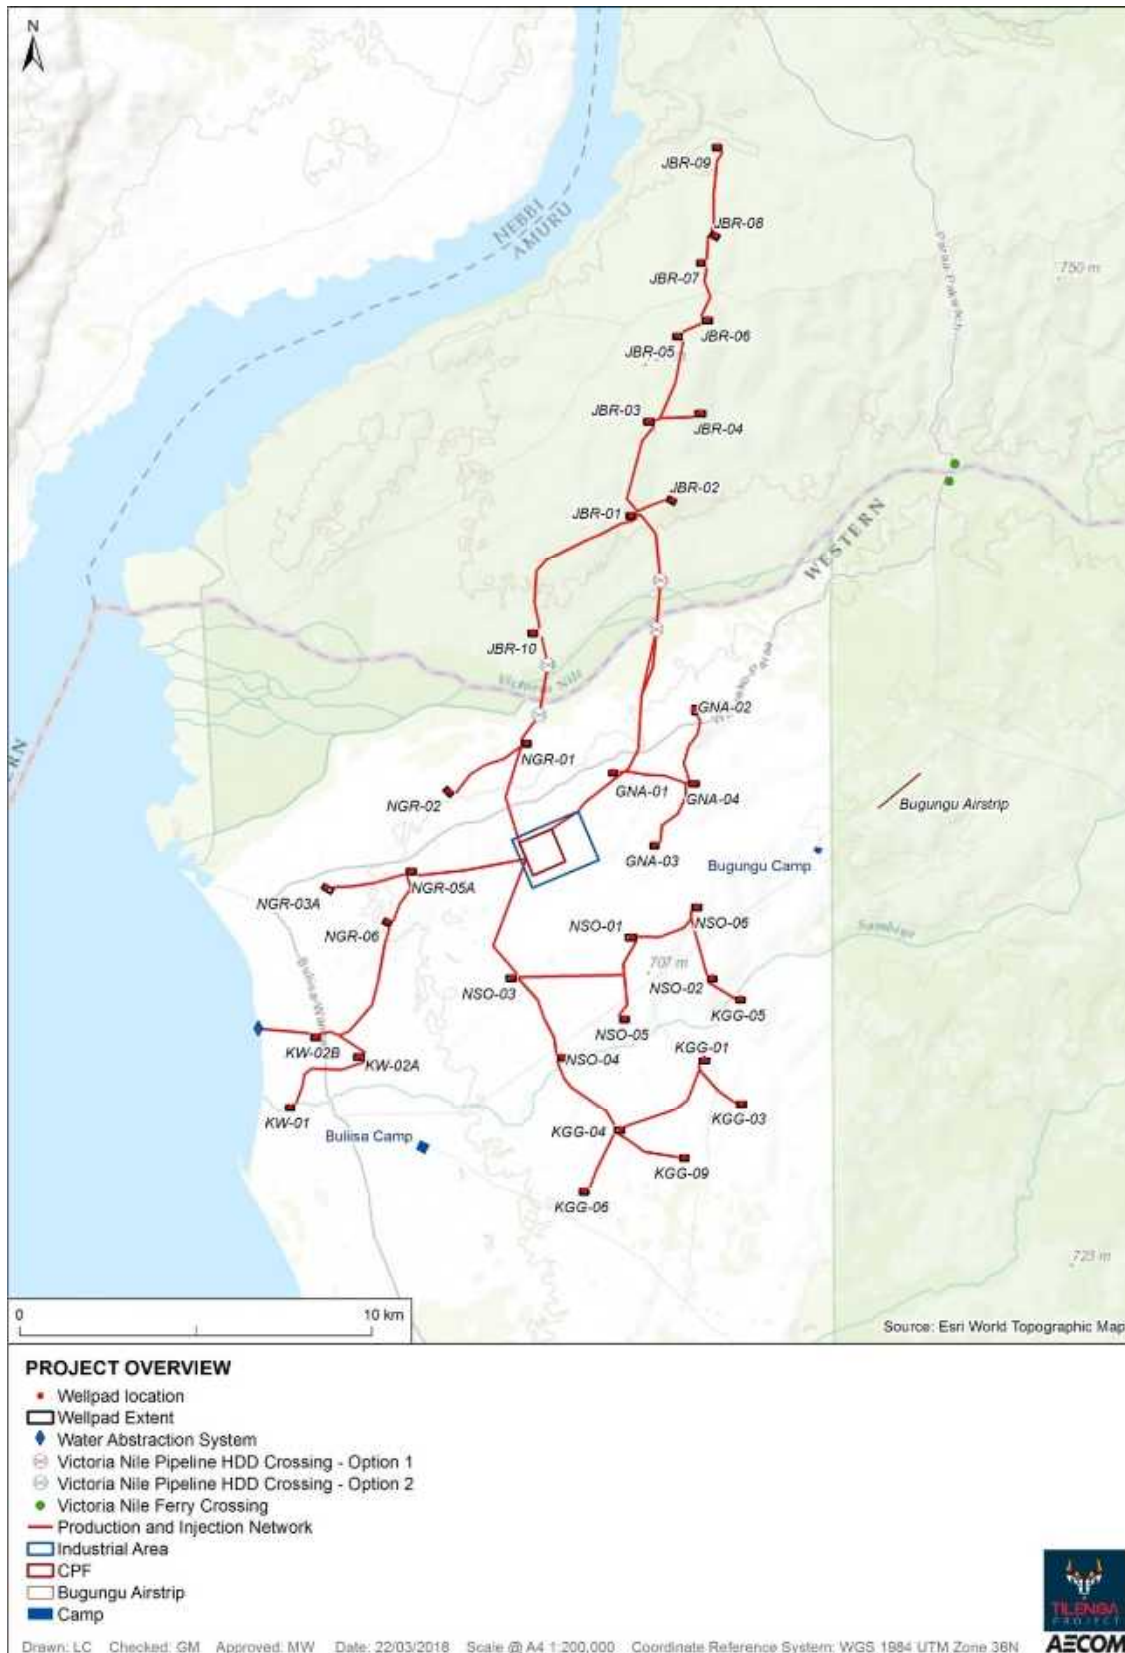 N
JBR-09
NEBBI
AMURU
JBR-08
JBR-07
750 m
JBR-06
JBR-05
JBR-03
JBR-04
JBR-02
JBR-01
WESTERN
JBR-10
Victoria Nile
GNA-02
NGR-01
GNA-01
GNA-04
NGR-02
Bugungu Airstrip
GNA-03
Bugungu Camp
NGR-05A
NGR-03A
NSO-06
NSO-01
NGR-06
707 m
NSO-03
NSO-02
KGG-05
NSO-05
KW-02B
KW-02A
NSO-04
KGG-01
KW-01
KGG-03
Buliisa Camp
KGG-04
KGG-09
KGG-06
723 m
0
10 km
Source: Esri World Topographic Map
PROJECT OVERVIEW
Wellpad location
Wellpad Extent
Water Abstraction System
Victoria Nile Pipeline HDD Crossing - Option 1
Victoria Nile Pipeline HDD Crossing - Option 2
Victoria Nile Ferry Crossing
Production and Injection Network
Industrial Area
CPF
Bugungu Airstrip
Camp
TILENGA
PROJECT
AECOM
Drawn: LC Checked: GM Approved: MW Date: 22/03/2018 Scale @ A4 1:200,000 Coordinate Reference System: WGS 1984 UTM Zone 36N